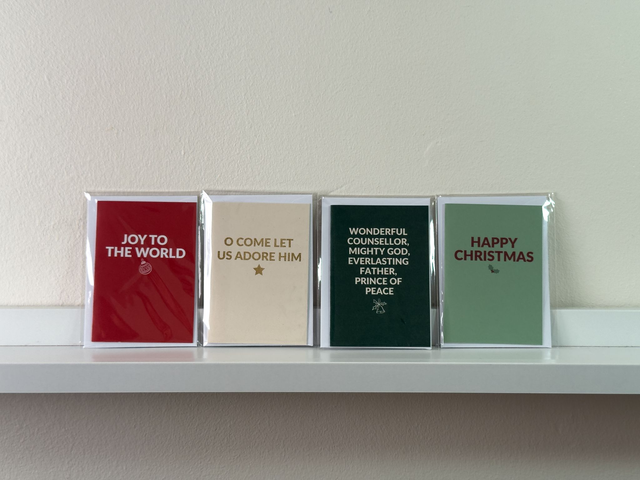 JOY TO
THE WORLD
O COME LET
US ADORE HIM
WONDERFUL
COUNSELLOR,
MIGHTY GOD,
EVERLASTING
FATHER,
PRINCE OF
PEACE
HAPPY
CHRISTMAS